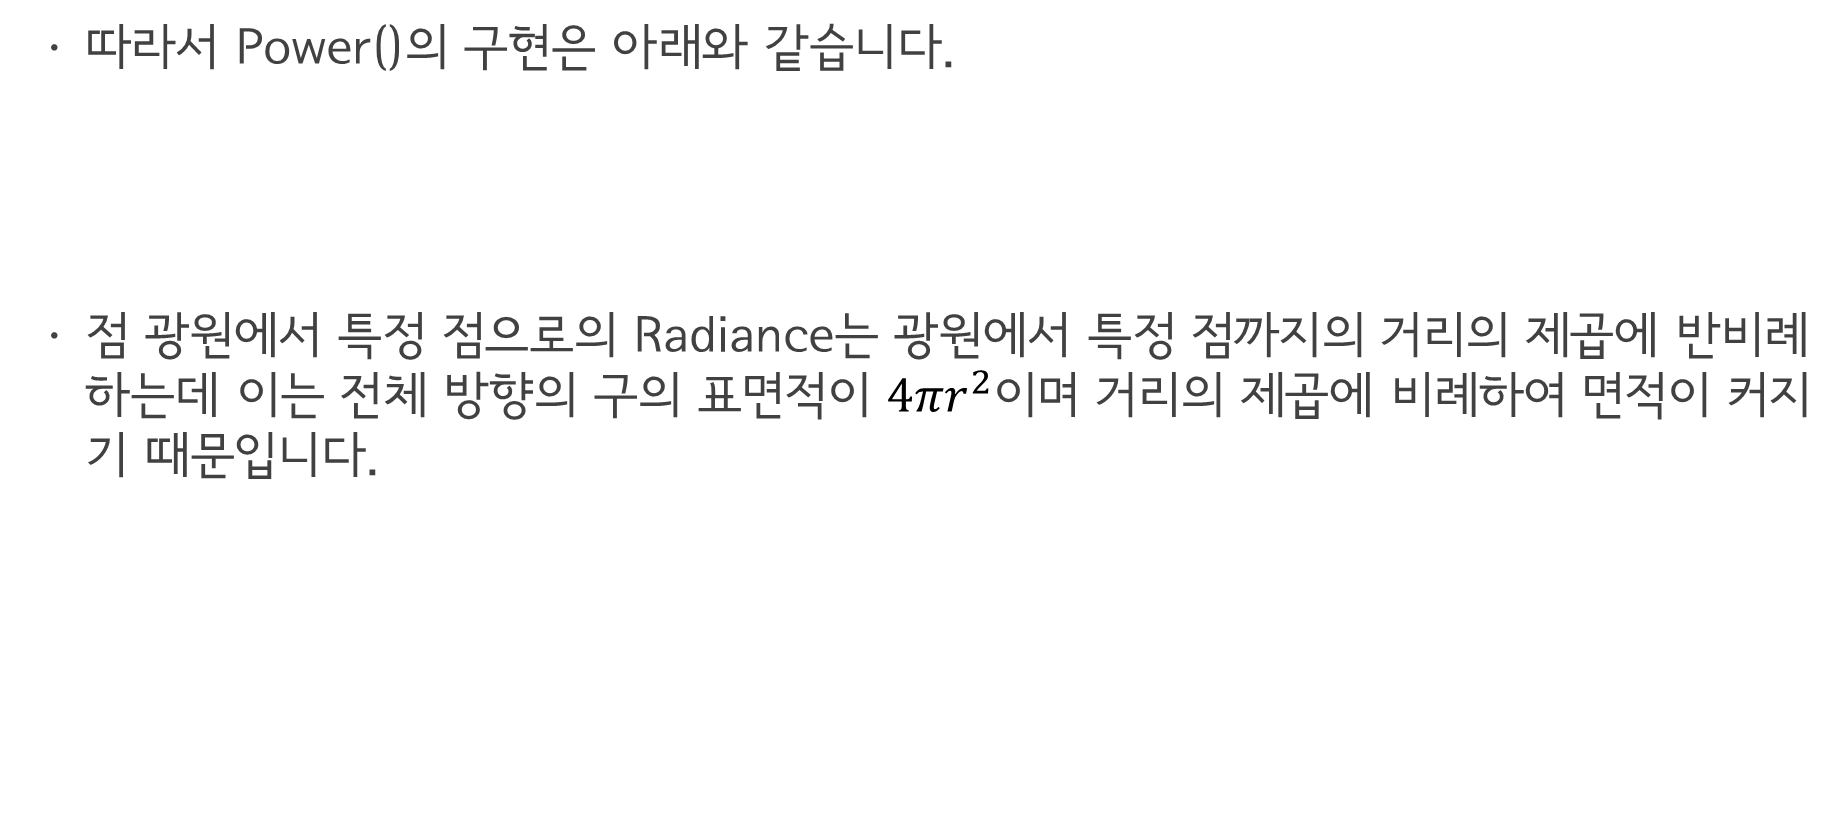 · 따라서 Power()의 구현은 아래와 같습니다.
· 점 광원에서 특정 점으로의 Radiance는 광원에서 특정 점까지의 거리의 제곱에 반비례
하는데 이는 전체 방향의 구의 표면적이 4πr²이며 거리의 제곱에 비례하여 면적이 커지
기 때문입니다.